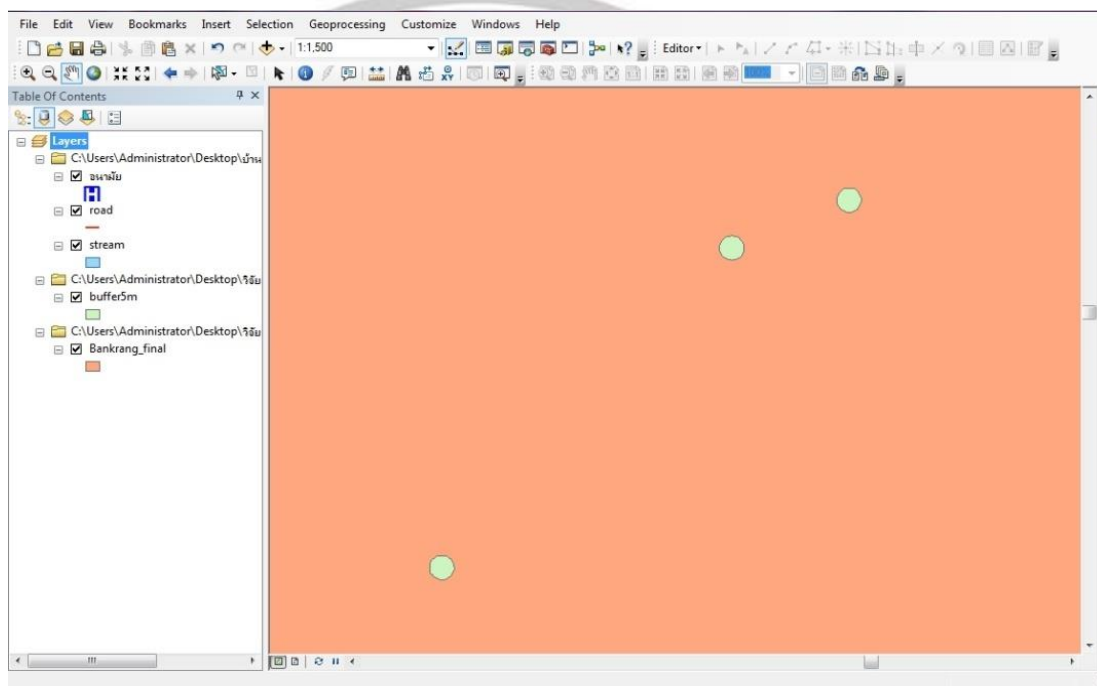 File Edit View Bookmarks Insert Selection Geoprocessing Customize Windows Help
1:1,500
Editor
100%
Table Of Contents
Layers
C:\Users\Administrator\Desktop\บ้าน
อนามัย
H
road
stream
C:\Users\Administrator\Desktop\วิจัย
buffer5m
C:\Users\Administrator\Desktop\วิจัย
Bankrang_final